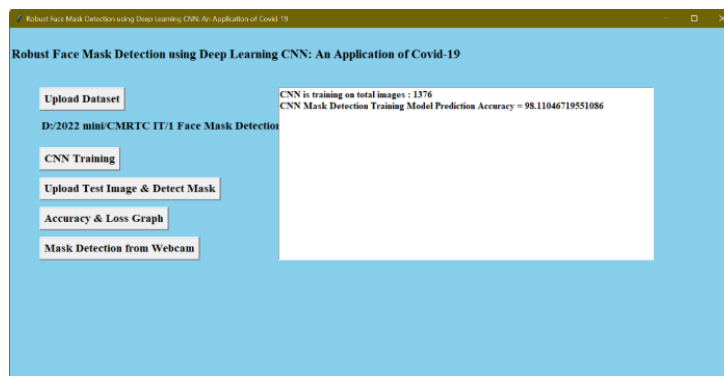 Robust Face Mask Detection using Deep Learning CNN: An Application of Covid-19
Robust Face Mask Detection using Deep Learning CNN: An Application of Covid-19
Upload Dataset
D:/2022 mini/CMRTC IT/1 Face Mask Detection
CNN Training
Upload Test Image & Detect Mask
Accuracy & Loss Graph
Mask Detection from Webcam
CNN is training on total images : 1376
CNN Mask Detection Training Model Prediction Accuracy = 98.11046719551086